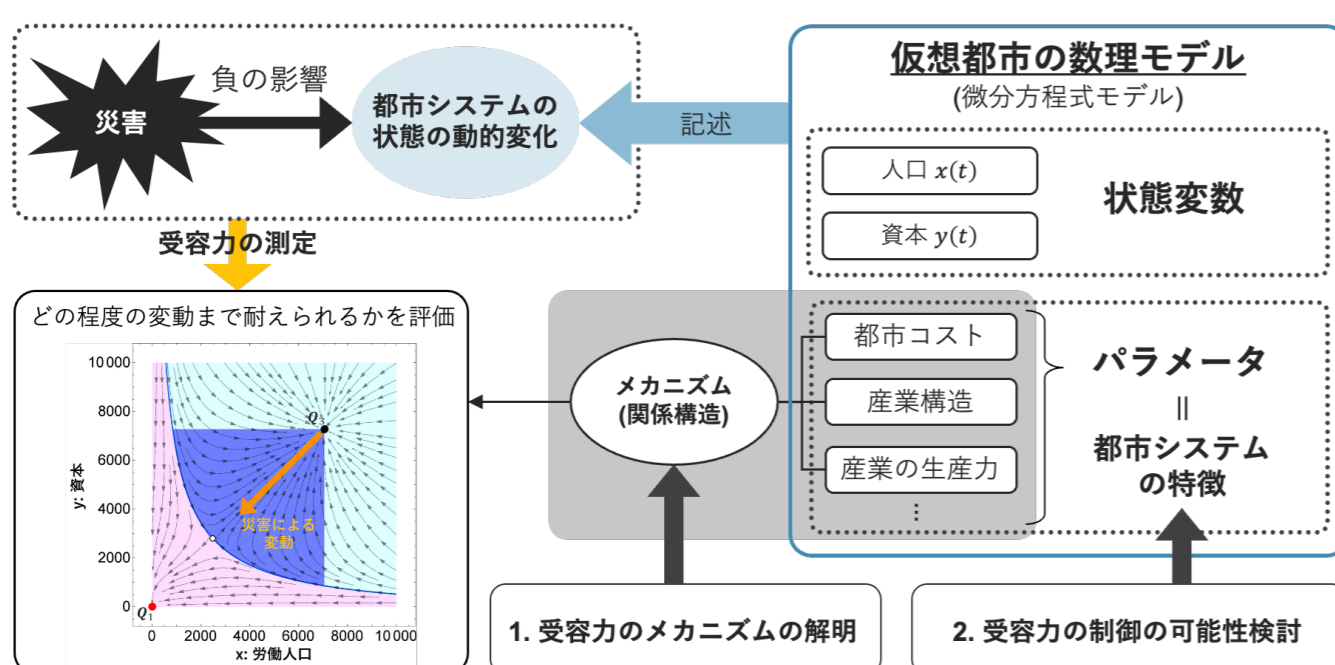 災害
負の影響
都市システムの
状態の動的変化
記述
仮想都市の数理モデル
(微分方程式モデル)
人口 x(t)
資本 y(t)
状態変数
受容力の測定
どの程度の変動まで耐えられるかを評価
10000
8000
6000
4000
2000
0
y: 資本
Q3
災害による
変動
Q1
0 2000 4000 6000 8000 10000
x: 労働人口
メカニズム
(関係構造)
都市コスト
産業構造
産業の生産力
⋮
パラメータ
=
都市システム
の特徴
1. 受容力のメカニズムの解明
2. 受容力の制御の可能性検討